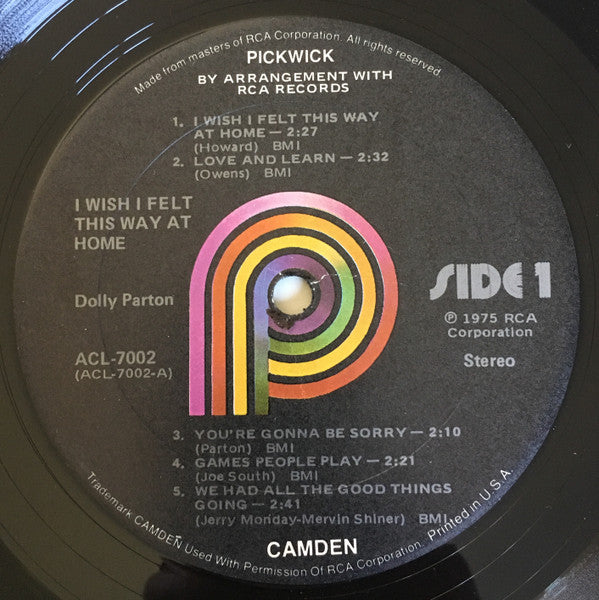 Made from masters of RCA Corporation. All rights reserved.
PICKWICK
BY ARRANGEMENT WITH
RCA RECORDS
1. I WISH I FELT THIS WAY
AT HOME — 2:27
(Howard) BMI
2. LOVE AND LEARN — 2:32
(Owens) BMI
I WISH I FELT
THIS WAY AT
HOME
Dolly Parton
ACL-7002
(ACL-7002-A)
SIDE 1
℗ 1975 RCA
Corporation
Stereo
3. YOU'RE GONNA BE SORRY — 2:10
(Parton) BMI
4. GAMES PEOPLE PLAY — 2:21
(Joe South) BMI
5. WE HAD ALL THE GOOD THINGS
GOING — 2:41
(Jerry Monday-Mervin Shiner) BMI
CAMDEN
Trademark CAMDEN Used With Permission Of RCA Corporation. Printed in U.S.A.